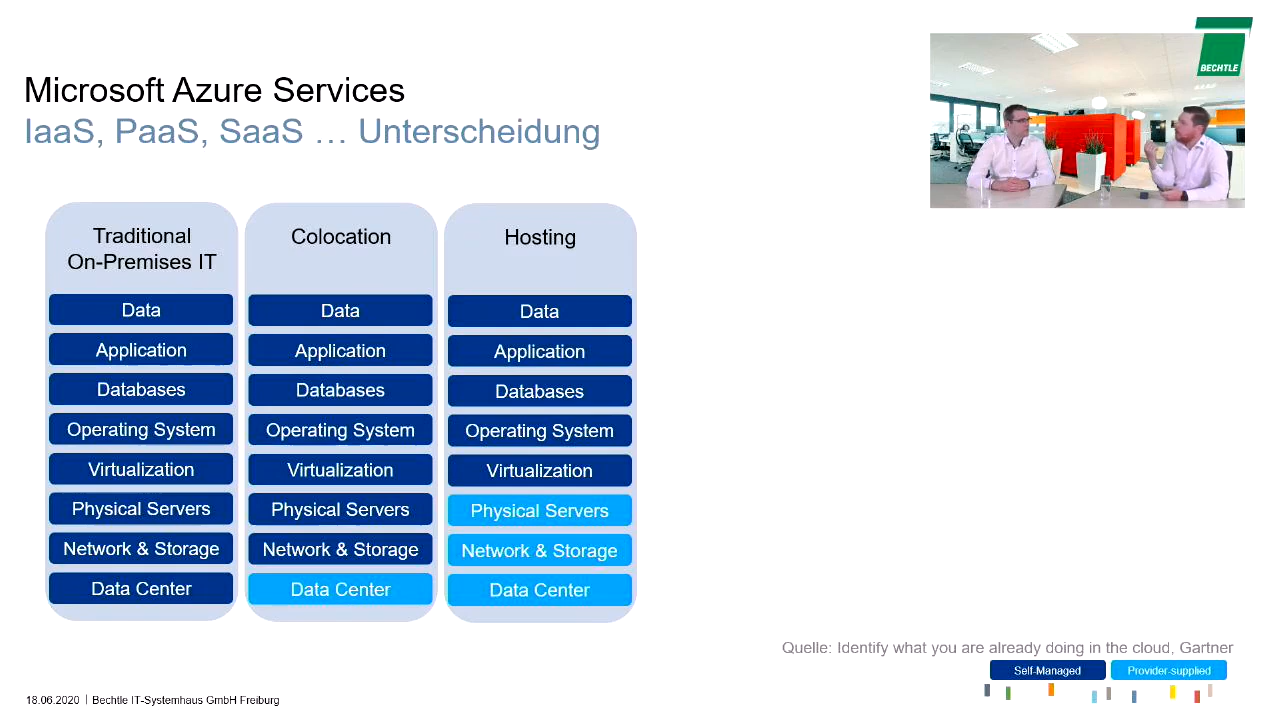 BECHTLE
Microsoft Azure Services
IaaS, PaaS, SaaS … Unterscheidung
Traditional
On-Premises IT
Data
Application
Databases
Operating System
Virtualization
Physical Servers
Network & Storage
Data Center
Colocation
Data
Application
Databases
Operating System
Virtualization
Physical Servers
Network & Storage
Data Center
Hosting
Data
Application
Databases
Operating System
Virtualization
Physical Servers
Network & Storage
Data Center
Quelle: Identify what you are already doing in the cloud, Gartner
Self-Managed
Provider-supplied
18.06.2020 | Bechtle IT-Systemhaus GmbH Freiburg